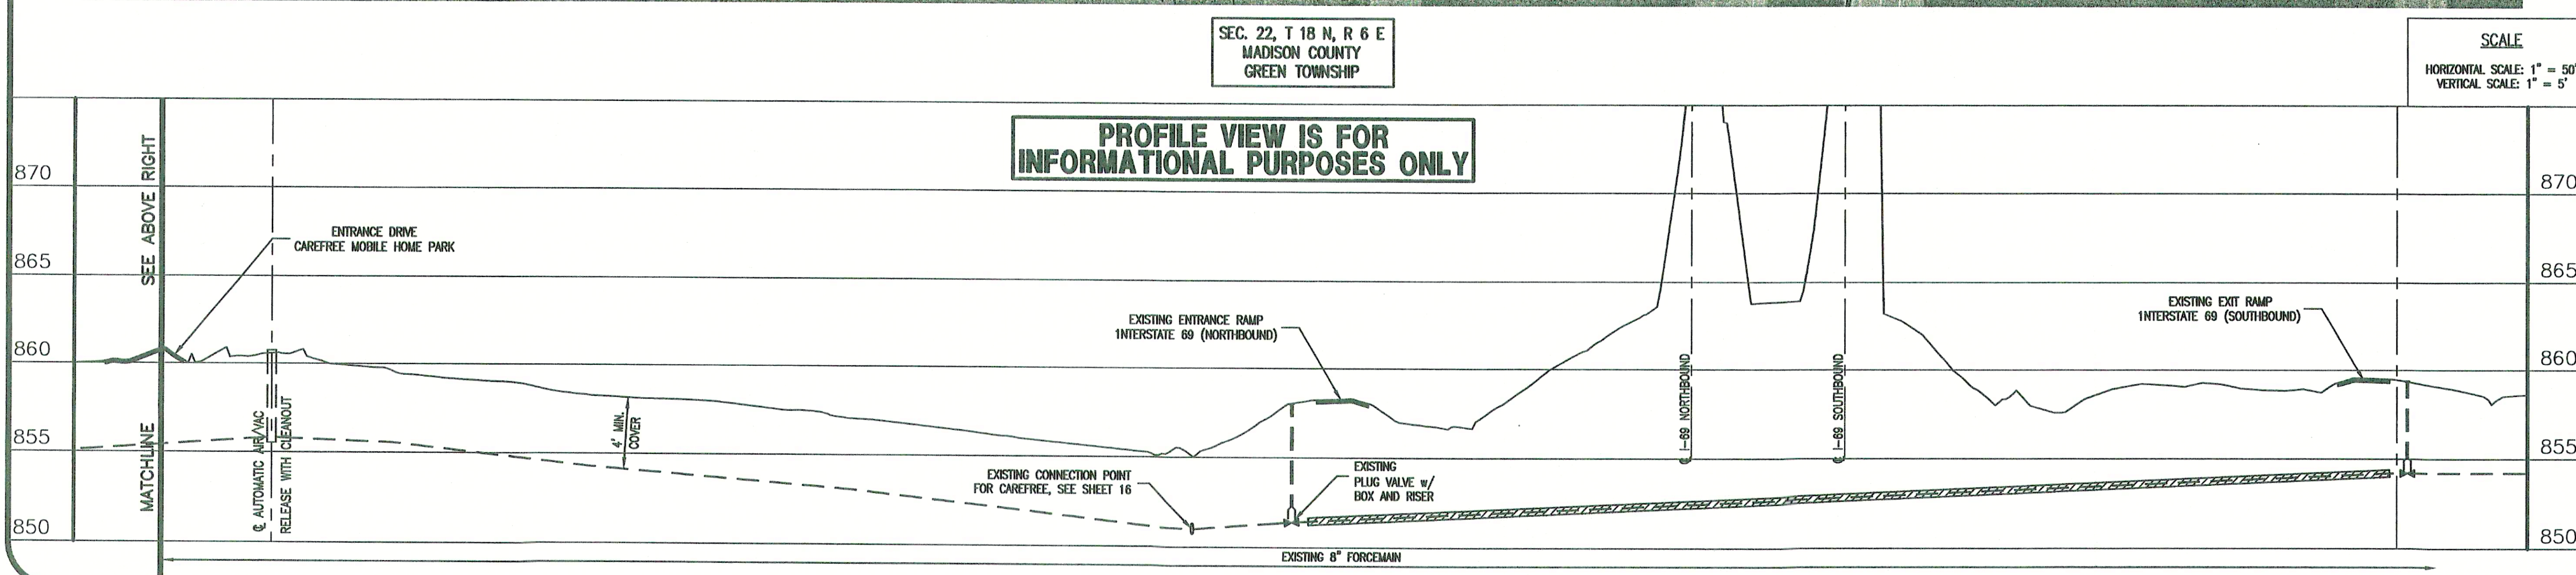 SEC. 22, T 18 N, R 6 E
MADISON COUNTY
GREEN TOWNSHIP
SCALE
HORIZONTAL SCALE: 1" = 50'
VERTICAL SCALE: 1" = 5'
PROFILE VIEW IS FOR
INFORMATIONAL PURPOSES ONLY
870
865
860
855
850
MATCHLINE
SEE ABOVE RIGHT
ENTRANCE DRIVE
CAREFREE MOBILE HOME PARK
℄ AUTOMATIC AIR/VAC
RELEASE WITH CLEANOUT
4' MIN.
COVER
EXISTING CONNECTION POINT
FOR CAREFREE, SEE SHEET 16
EXISTING ENTRANCE RAMP
1NTERSTATE 69 (NORTHBOUND)
EXISTING
PLUG VALVE w/
BOX AND RISER
℄ I-69 NORTHBOUND
℄ I-69 SOUTHBOUND
EXISTING EXIT RAMP
1NTERSTATE 69 (SOUTHBOUND)
870
865
860
855
850
EXISTING 8" FORCEMAIN